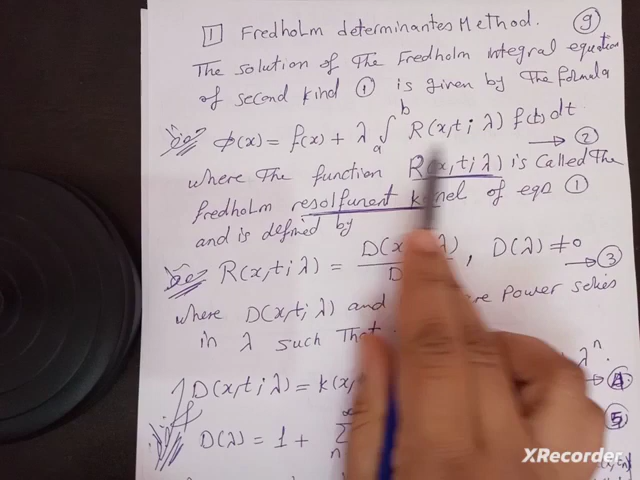 1 Fredholm determinantes Method. 9
The solution of The Fredholm integral equation
of second kind ① is given by The formula
φ(x) = f(x) + λ ∫ₐᵇ R(x,t;λ) f(t) dt → ②
where The function R(x,t;λ) is called The
fredholm resolfunent kernel of eqn ①
and is defined by
R(x,t;λ) = D(x λ) / D , D(λ) ≠ 0 → ③
where D(x,t;λ) and are power series
in λ such That
D(x,t;λ) = k(x, λⁿ. → ④
D(λ) = 1 + ∑ ⑤
XRecorder